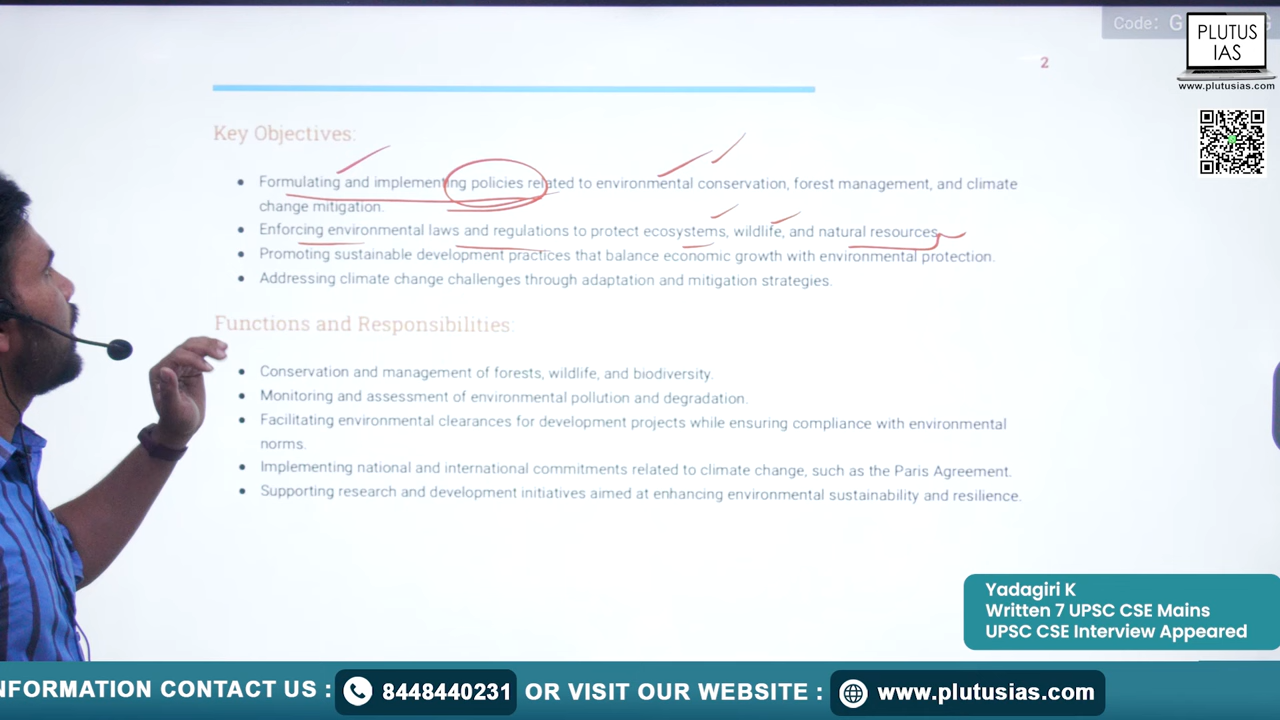 Code: G
PLUTUS
IAS
www.plutusias.com
2
Key Objectives:
Formulating and implementing policies related to environmental conservation, forest management, and climate
change mitigation.
Enforcing environmental laws and regulations to protect ecosystems, wildlife, and natural resources.
Promoting sustainable development practices that balance economic growth with environmental protection.
Addressing climate change challenges through adaptation and mitigation strategies.
Functions and Responsibilities:
Conservation and management of forests, wildlife, and biodiversity.
Monitoring and assessment of environmental pollution and degradation.
Facilitating environmental clearances for development projects while ensuring compliance with environmental
norms.
Implementing national and international commitments related to climate change, such as the Paris Agreement.
Supporting research and development initiatives aimed at enhancing environmental sustainability and resilience.
Yadagiri K
Written 7 UPSC CSE Mains
UPSC CSE Interview Appeared
NFORMATION CONTACT US : 8448440231 OR VISIT OUR WEBSITE : www.plutusias.com